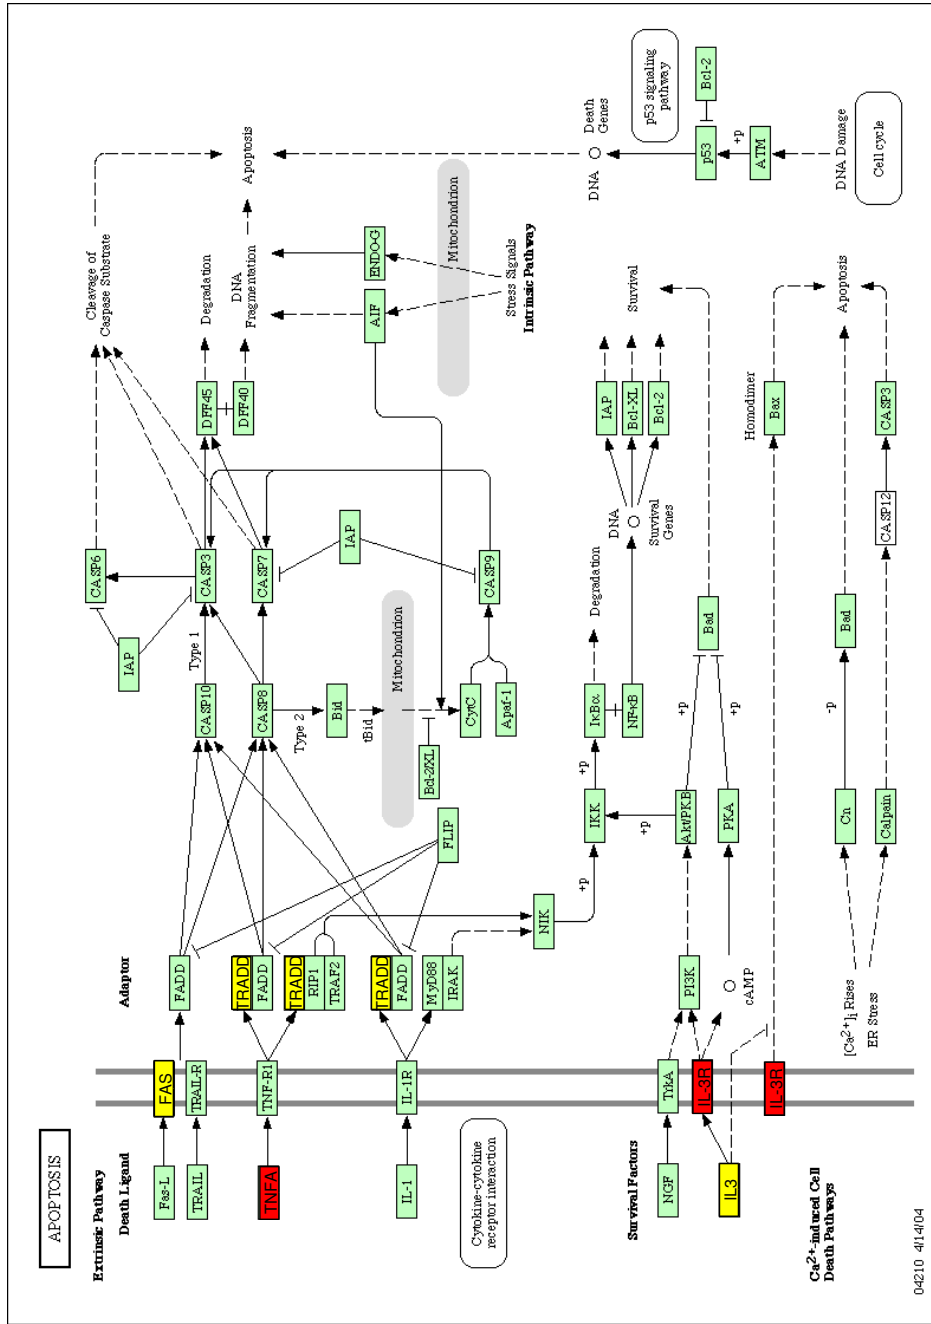 APOPTOSIS
Extrinsic Pathway
Death Ligand
Adaptor
Fas-L
FAS
FADD
TRAIL
TRAIL-R
TNFA
TNF-R1
TRADD
FADD
TRADD
RIP1
TRAF2
IL-1
IL-1R
TRADD
FADD
MyD88
IRAK
FLIP
NIK
Cytokine-cytokine
receptor interaction
CASP10
Type 1
CASP8
Type 2
Bid
tBid
Mitochondrion
Bcl-2/XL
CytC
Apaf-1
IAP
CASP6
CASP3
CASP7
IAP
CASP9
DFF45
DFF40
Cleavage of
Caspase Substrate
Degradation
DNA
Fragmentation
Apoptosis
AIF
ENDO-G
Mitochondrion
Stress Signals
Intrinsic Pathway
+p
IKK
+p
IκBα
Degradation
NF-κB
DNA
Survival
Genes
IAP
Bcl-XL
Bcl-2
Survival
DNA
Death
Genes
p53 signaling
pathway
p53
Bcl-2
+p
ATM
DNA Damage
Cell cycle
Survival Factors
NGF
TrkA
PI3K
+p
Akt/PKB
+p
Bad
IL3
IL-3R
cAMP
PKA
+p
IL-3R
Homodimer
Bax
Ca2+-induced Cell
Death Pathways
[Ca2+]i Rises
ER Stress
Cn
-p
Bad
Apoptosis
Calpain
CASP12
CASP3
04210 4/14/04